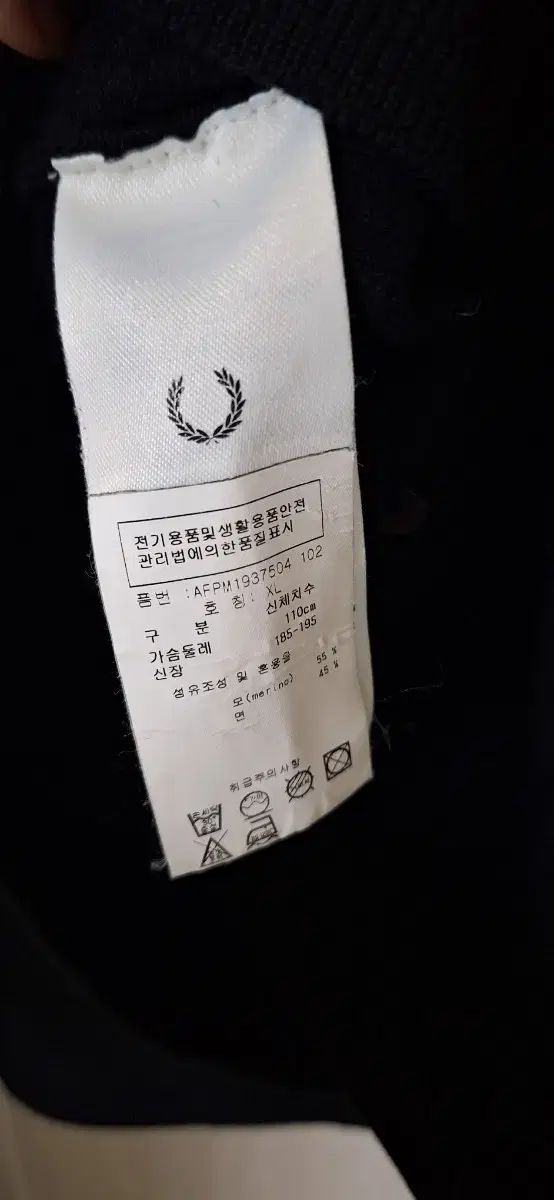 전기용품및생활용품안전
관리법에의한품질표시
품번 :AFPM1937504 102
호 칭: XL
구 분 신체치수
가슴둘레 110cm
신장 185-195
섬유조성 및 혼용율
모(merino) 55 %
면 45 %
취급주의사항